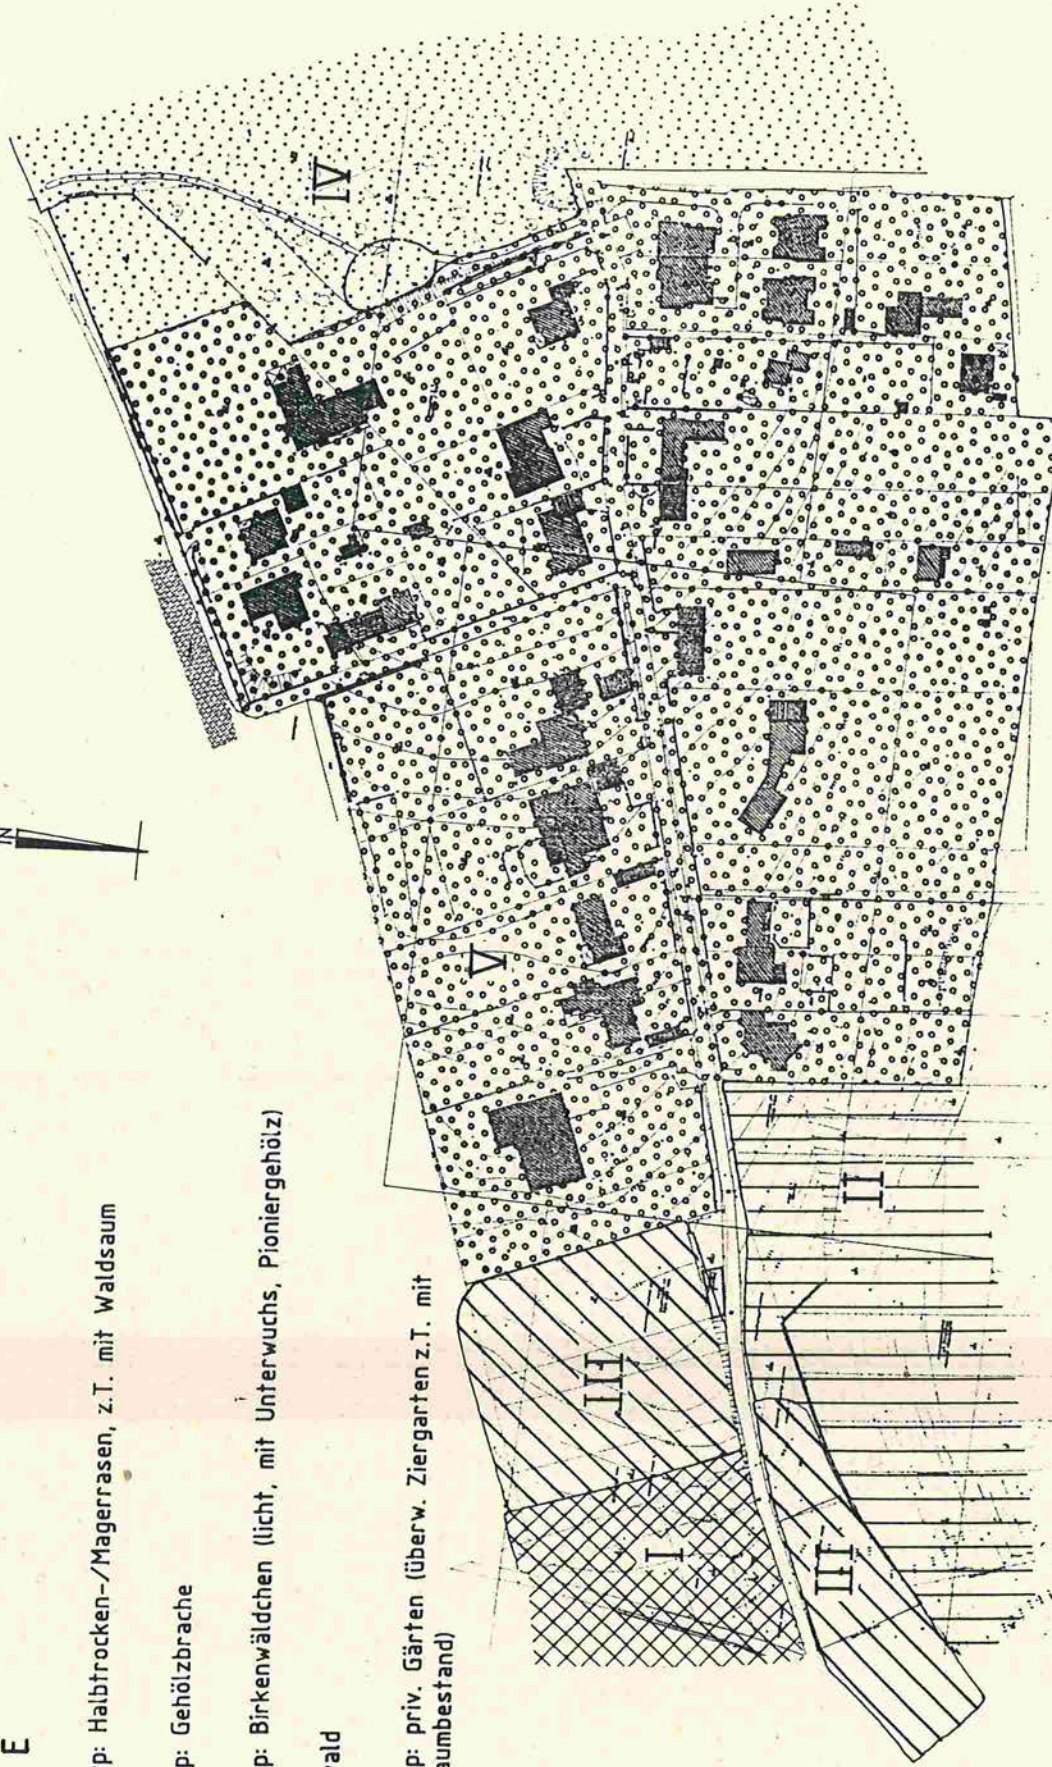 E
p: Halbtrocken-/Magerrasen, z.T. mit Waldsaum
p: Gehölzbrache
p: Birkenwäldchen (licht, mit Unterwuchs, Pioniergehölz)
ald
p: priv. Gärten (überw. Ziergarten z.T. mit
aumbestand)
N
IV
V
III
II
I
III